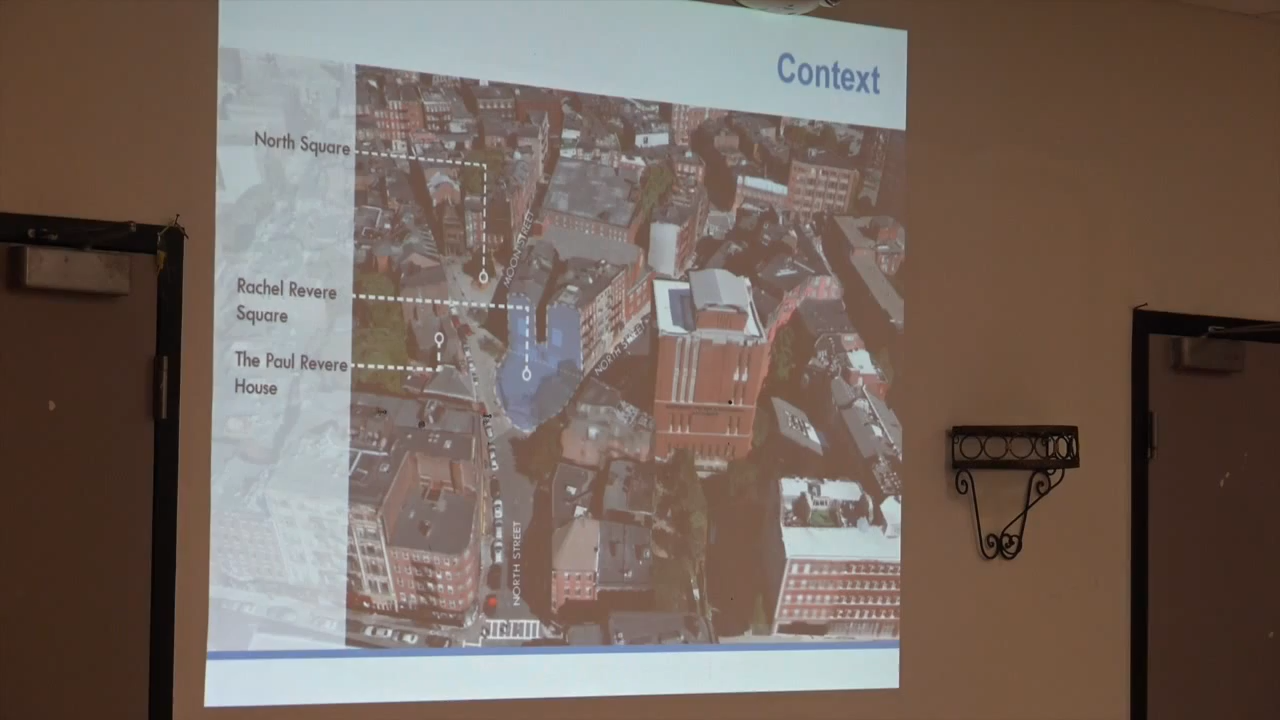 Context
North Square
MOON STREET
Rachel Revere
Square
NORTH STREET
The Paul Revere
House
NORTH STREET